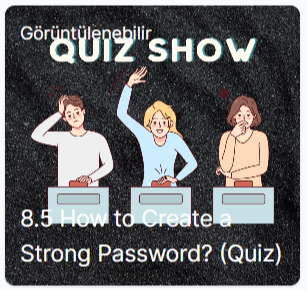 Görüntülenebilir
QUIZ SHOW
8.5 How to Create a
Strong Password? (Quiz)